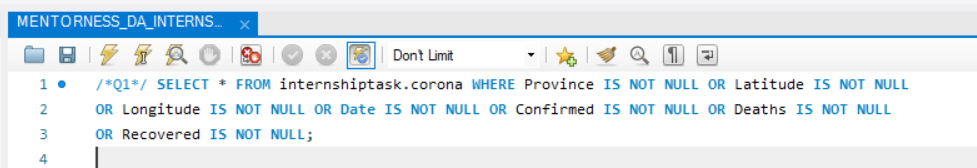 MENTORNESS_DA_INTERNS...
Don't Limit
1 /*Q1*/ SELECT * FROM internshiptask.corona WHERE Province IS NOT NULL OR Latitude IS NOT NULL
2 OR Longitude IS NOT NULL OR Date IS NOT NULL OR Confirmed IS NOT NULL OR Deaths IS NOT NULL
3 OR Recovered IS NOT NULL;
4